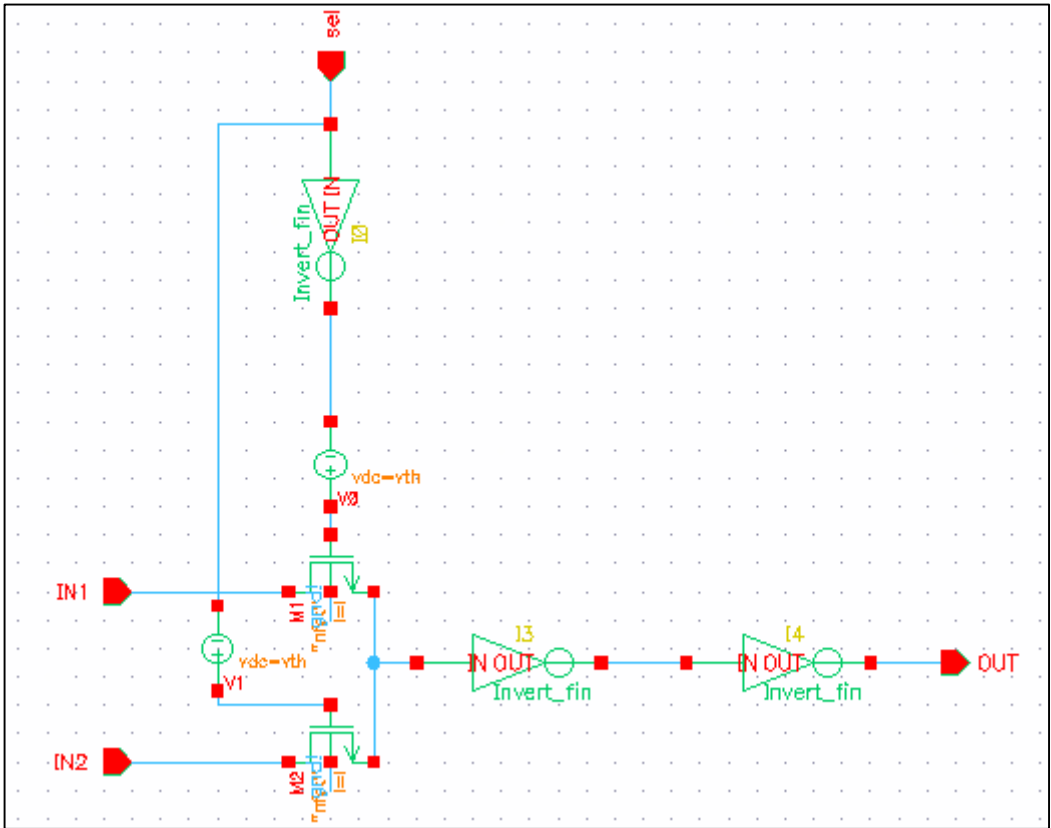 sel
OUT IN
I0
Invert_fin
vdc=vth
V0
IN1
M1
vdc=vth
V1
I3
IN OUT
Invert_fin
I4
IN OUT
Invert_fin
OUT
IN2
M2